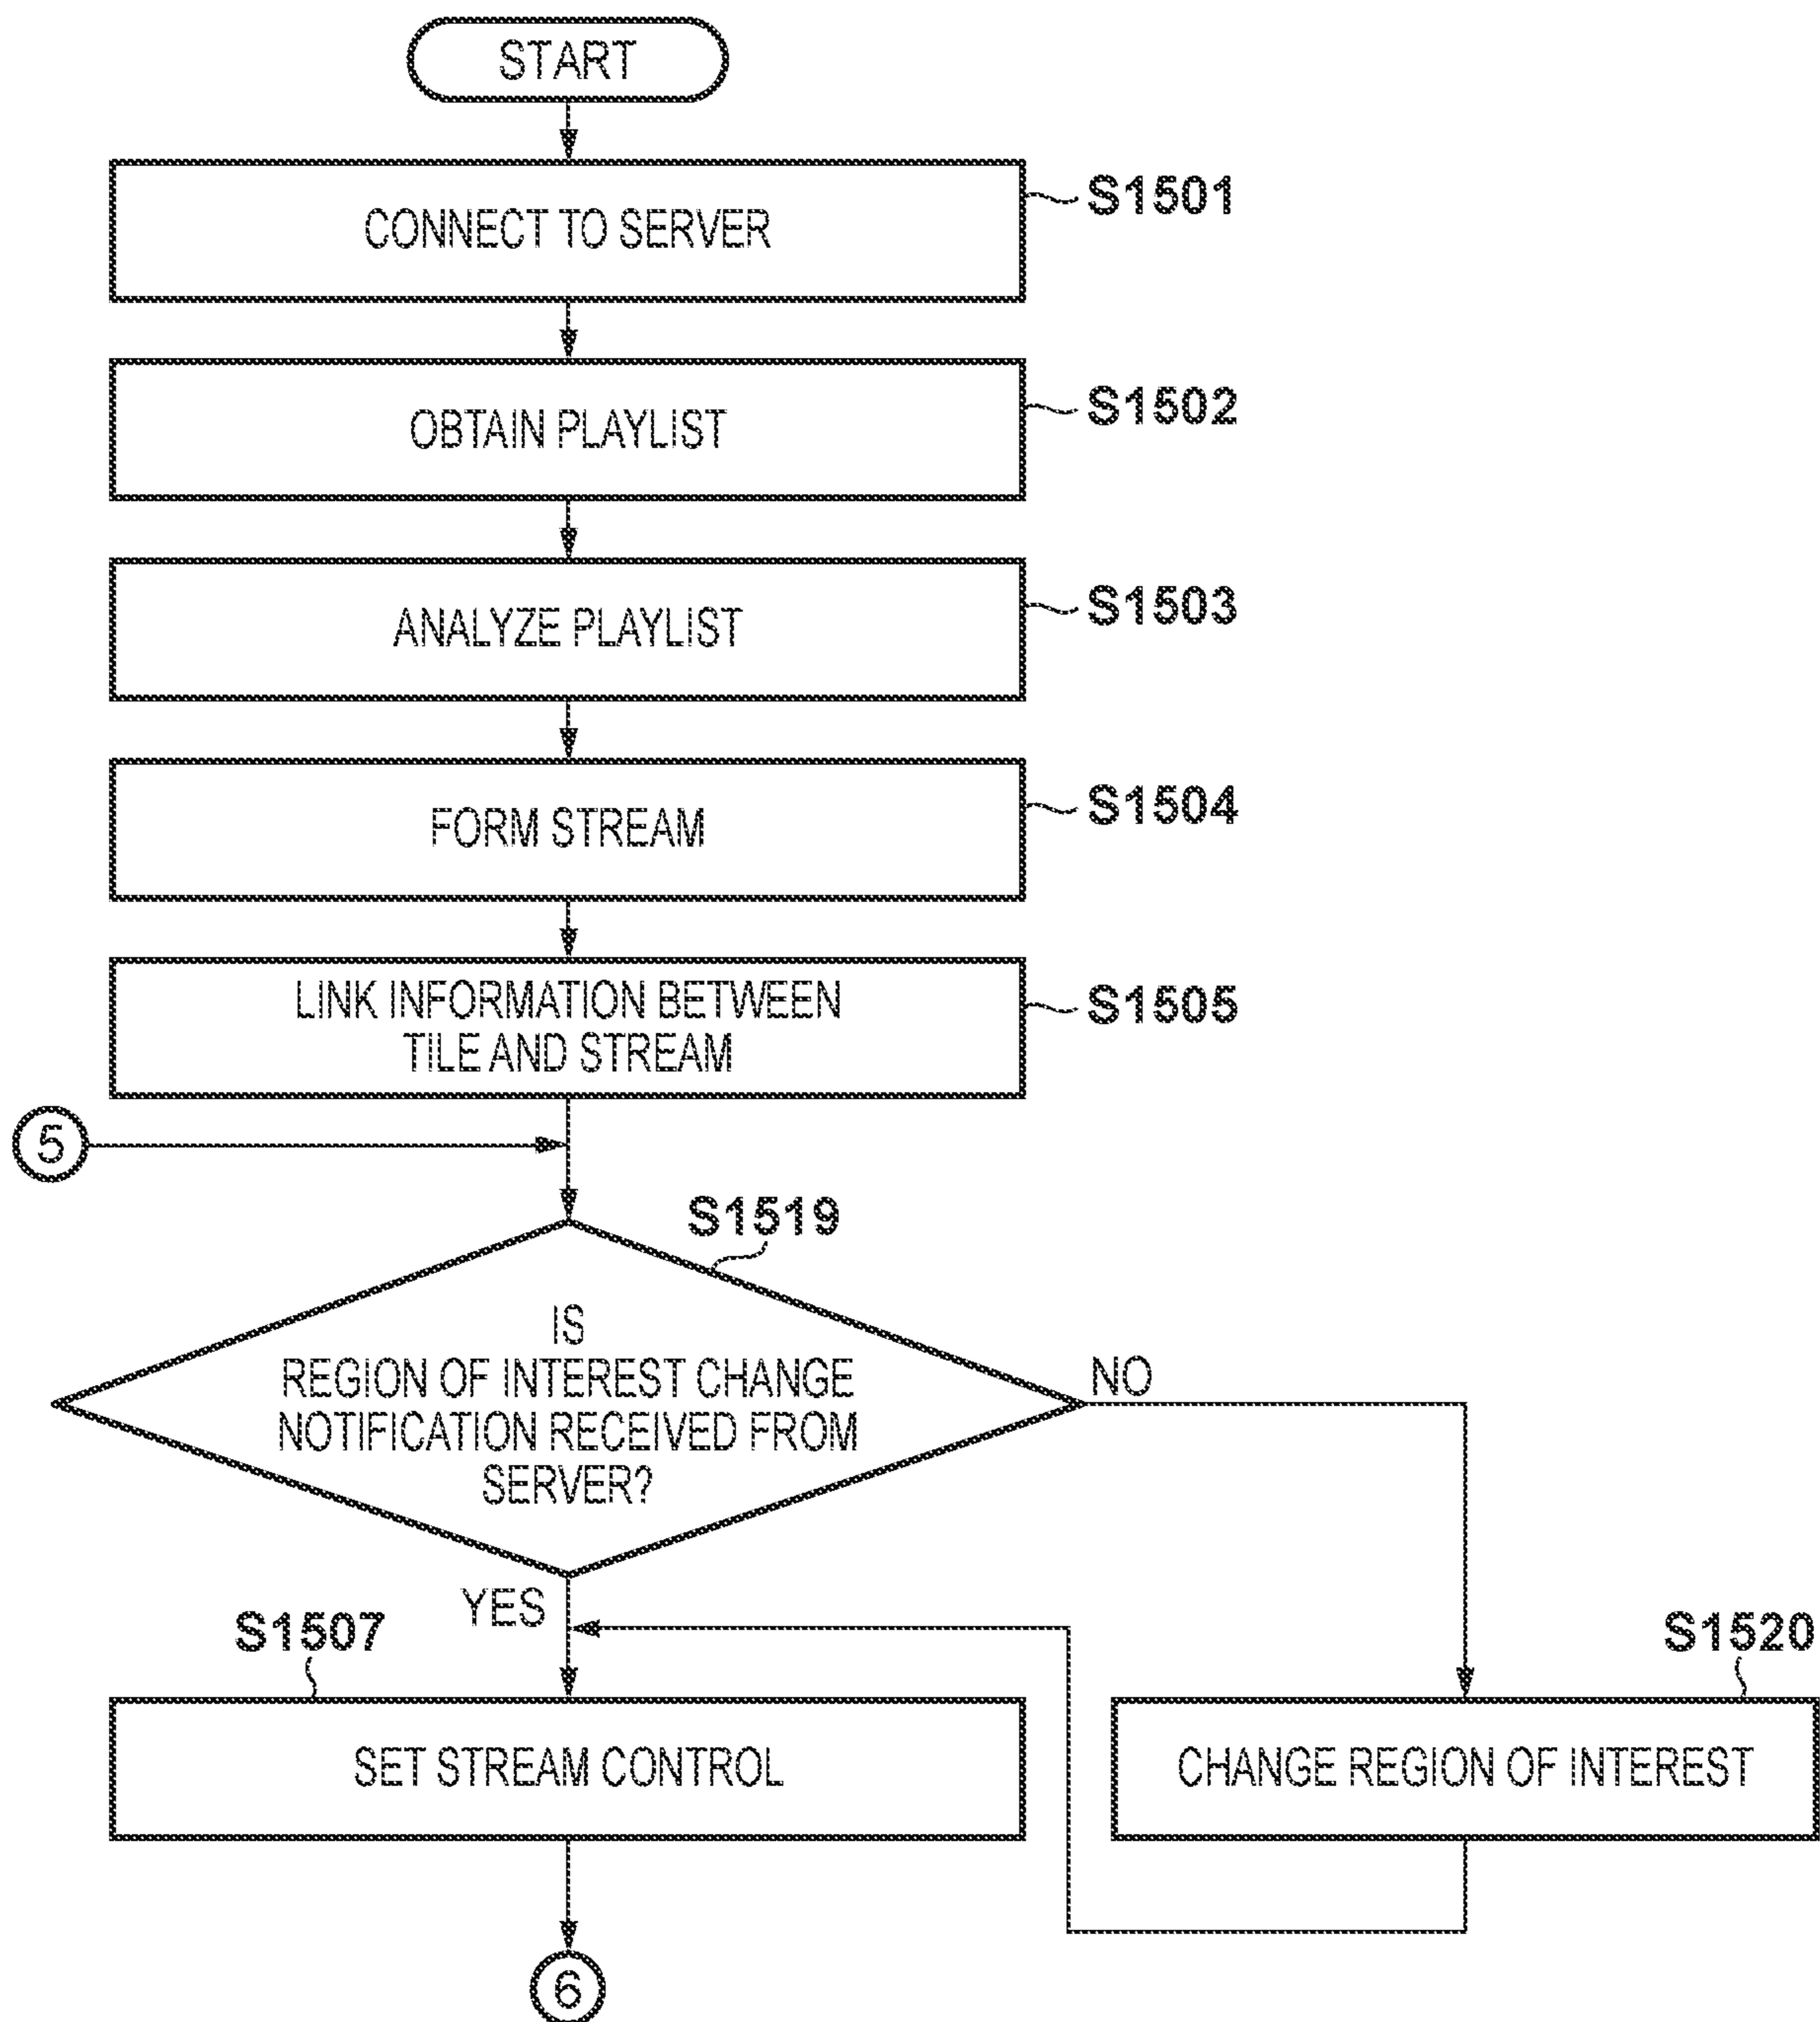 START
CONNECT TO SERVER
S1501
OBTAIN PLAYLIST
S1502
ANALYZE PLAYLIST
S1503
FORM STREAM
S1504
LINK INFORMATION BETWEEN
TILE AND STREAM
S1505
5
S1519
IS
REGION OF INTEREST CHANGE
NOTIFICATION RECEIVED FROM
SERVER?
NO
YES
S1507
SET STREAM CONTROL
S1520
CHANGE REGION OF INTEREST
6